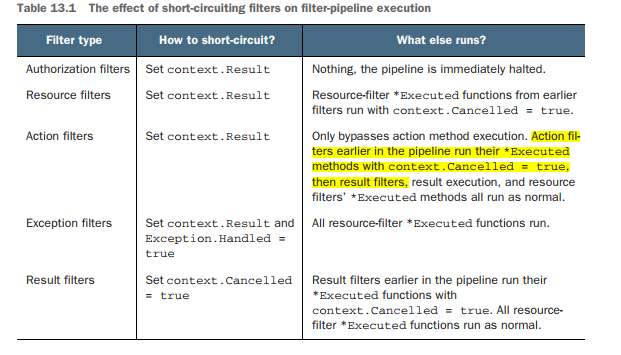 Table 13.1 The effect of short-circuiting filters on filter-pipeline execution
Filter type How to short-circuit? What else runs?
Authorization filters Set context.Result Nothing, the pipeline is immediately halted.
Resource filters Set context.Result Resource-filter *Executed functions from earlier
filters run with context.Cancelled = true.
Action filters Set context.Result Only bypasses action method execution. Action fil-
ters earlier in the pipeline run their *Executed
methods with context.Cancelled = true,
then result filters, result execution, and resource
filters' *Executed methods all run as normal.
Exception filters Set context.Result and All resource-filter *Executed functions run.
Exception.Handled =
true
Result filters Set context.Cancelled Result filters earlier in the pipeline run their
= true *Executed functions with
context.Cancelled = true. All resource-
filter *Executed functions run as normal.